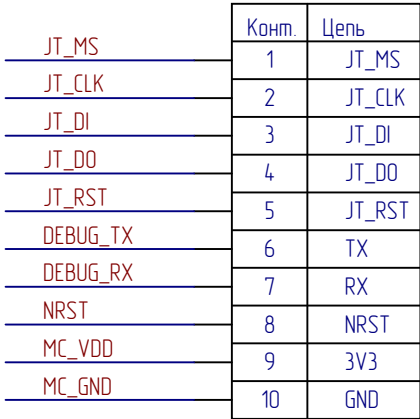 Конт. Цепь
JT_MS 1 JT_MS
JT_CLK 2 JT_CLK
JT_DI 3 JT_DI
JT_DO 4 JT_DO
JT_RST 5 JT_RST
DEBUG_TX 6 TX
DEBUG_RX 7 RX
NRST 8 NRST
MC_VDD 9 3V3
MC_GND 10 GND